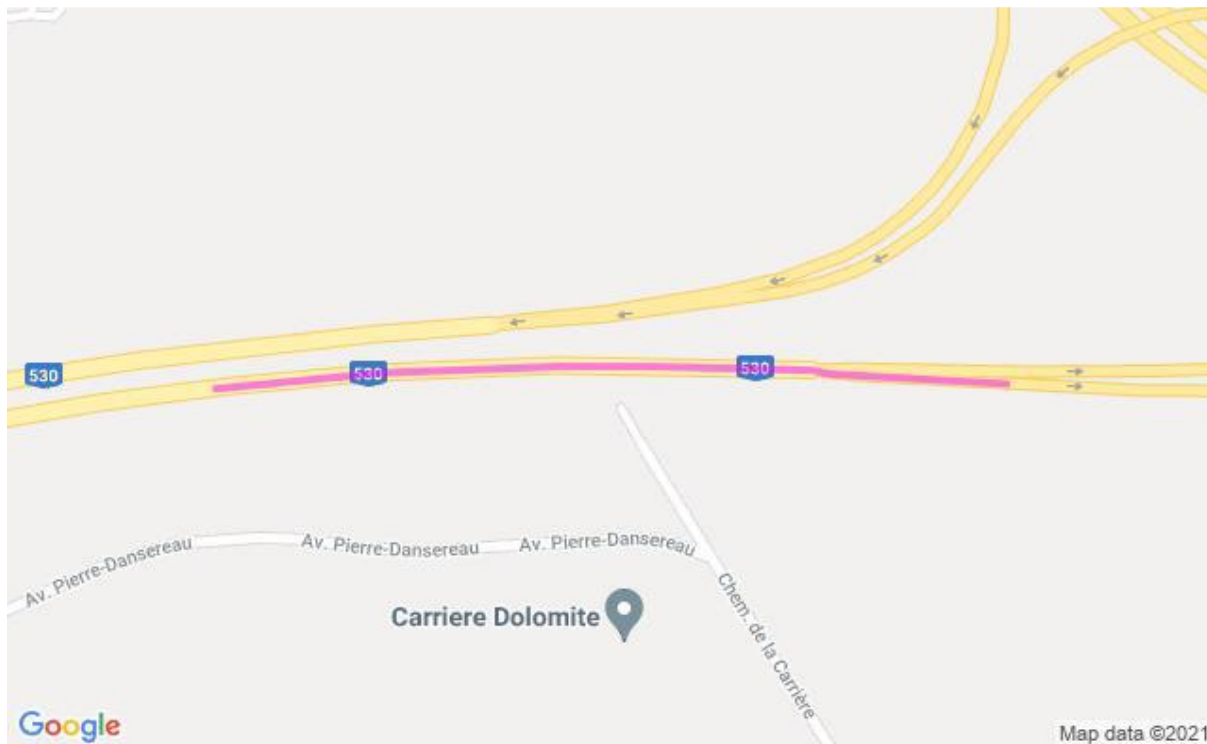 530
530
530
Av. Pierre-Dansereau
Av. Pierre-Dansereau
Av. Pierre-Dansereau
Carriere Dolomite
Chem. de la Carrière
Google
Map data ©2021